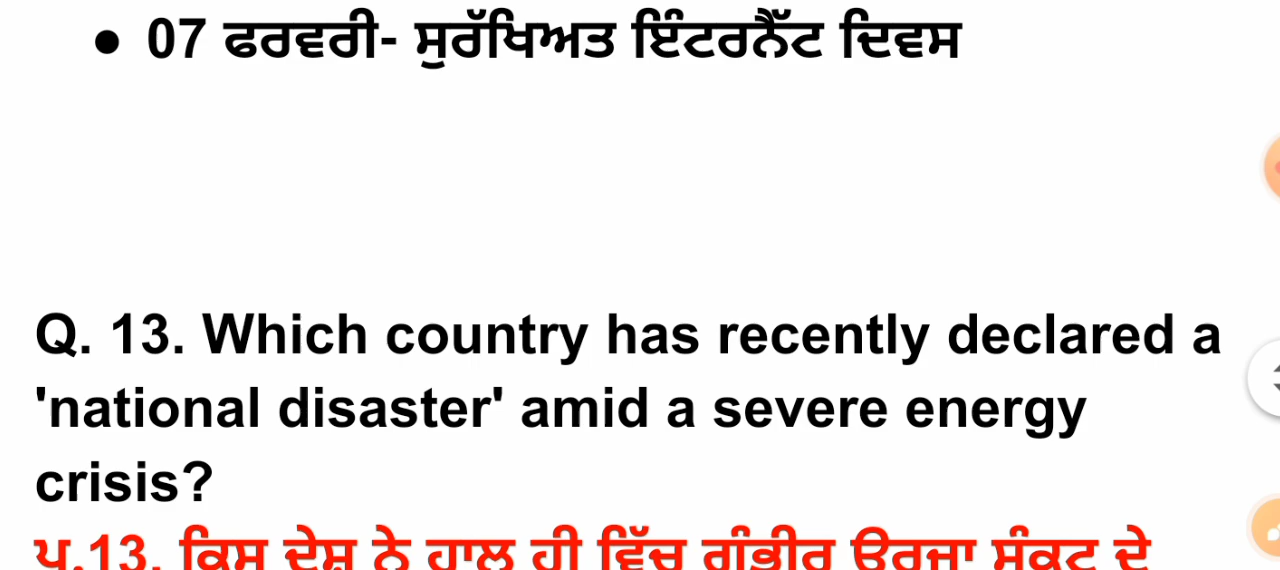 • 07 ਫਰਵਰੀ- ਸੁਰੱਖਿਅਤ ਇੰਟਰਨੈੱਟ ਦਿਵਸ
Q. 13. Which country has recently declared a
'national disaster' amid a severe energy
crisis?
ਪ੍ਰ.13. ਕਿਸ ਦੇਸ਼ ਨੇ ਹਾਲ ਹੀ ਵਿੱਚ ਗੰਭੀਰ ਊਰਜਾ ਸੰਕਟ ਦੇ